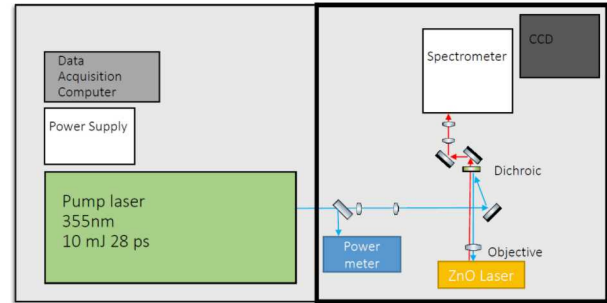 Data
Acquisition
Computer
Power Supply
Pump laser
355nm
10 mJ 28 ps
Spectrometer
CCD
Dichroic
Power
meter
Objective
ZnO Laser